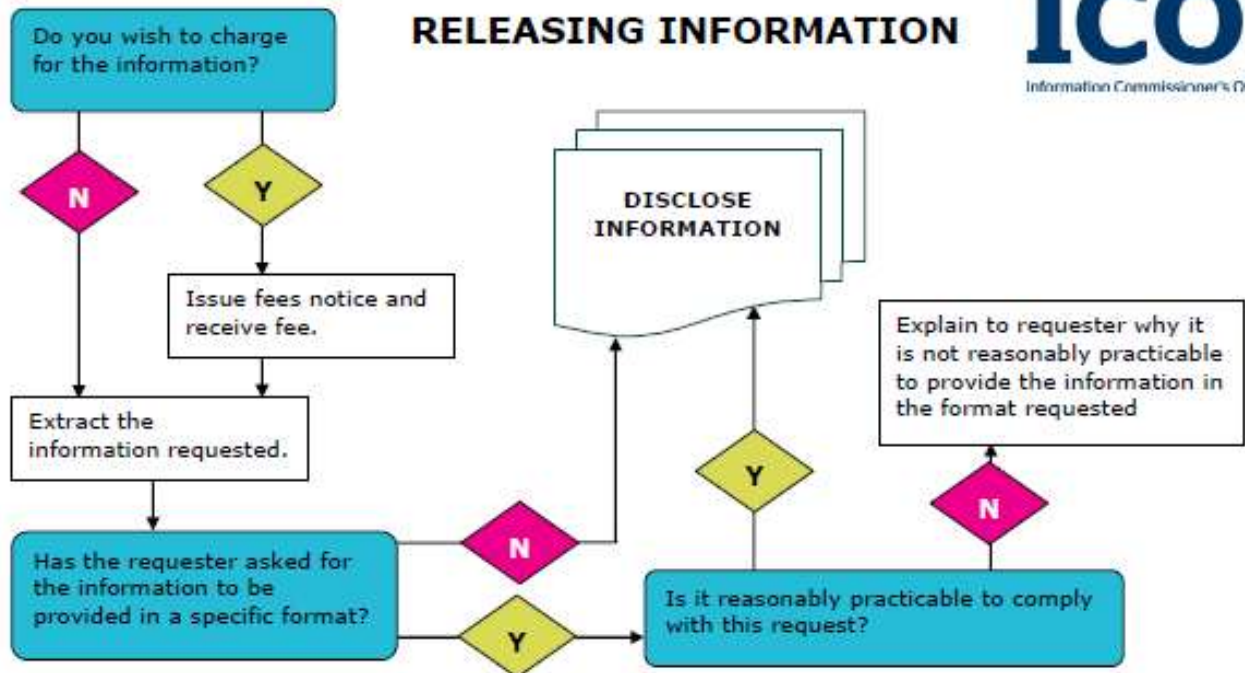 RELEASING INFORMATION
ICO
Information Commissioner's
Do you wish to charge
for the information?
N
Y
Issue fees notice and
receive fee.
Extract the
information requested.
DISCLOSE
INFORMATION
Explain to requester why it
is not reasonably practicable
to provide the information in
the format requested
Y
N
Has the requester asked for
the information to be
provided in a specific format?
N
Y
Is it reasonably practicable to comply
with this request?